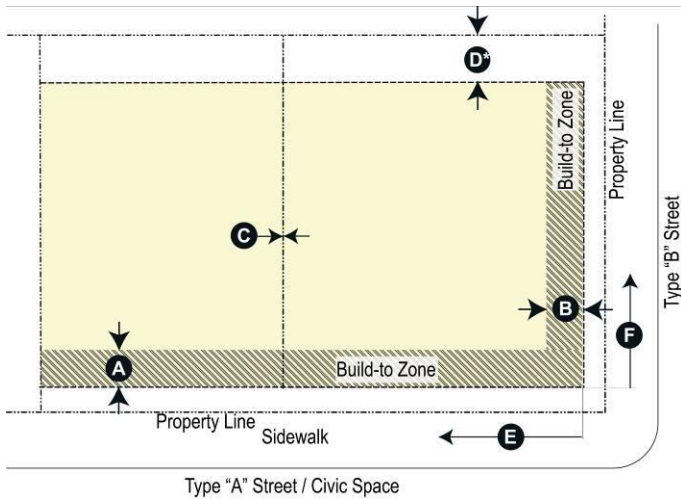 D*
Build-to Zone
Property Line
C
Type "B" Street
B
F
A
Build-to Zone
Property Line
Sidewalk
E
Type "A" Street / Civic Space